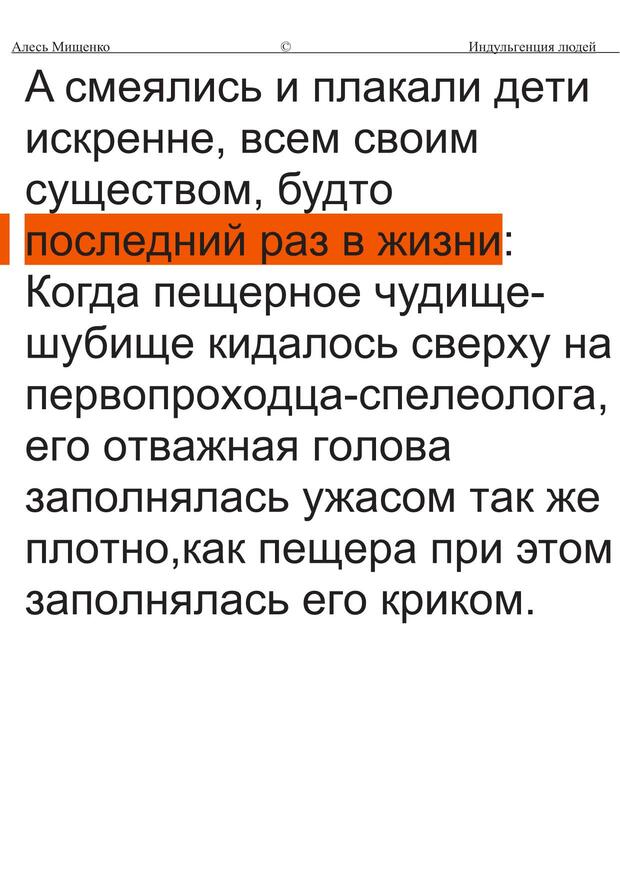 Алесь Мищенко © Индульгенция людей
А смеялись и плакали дети
искренне, всем своим
существом, будто
последний раз в жизни:
Когда пещерное чудище-
шубище кидалось сверху на
первопроходца-спелеолога,
его отважная голова
заполнялась ужасом так же
плотно,как пещера при этом
заполнялась его криком.